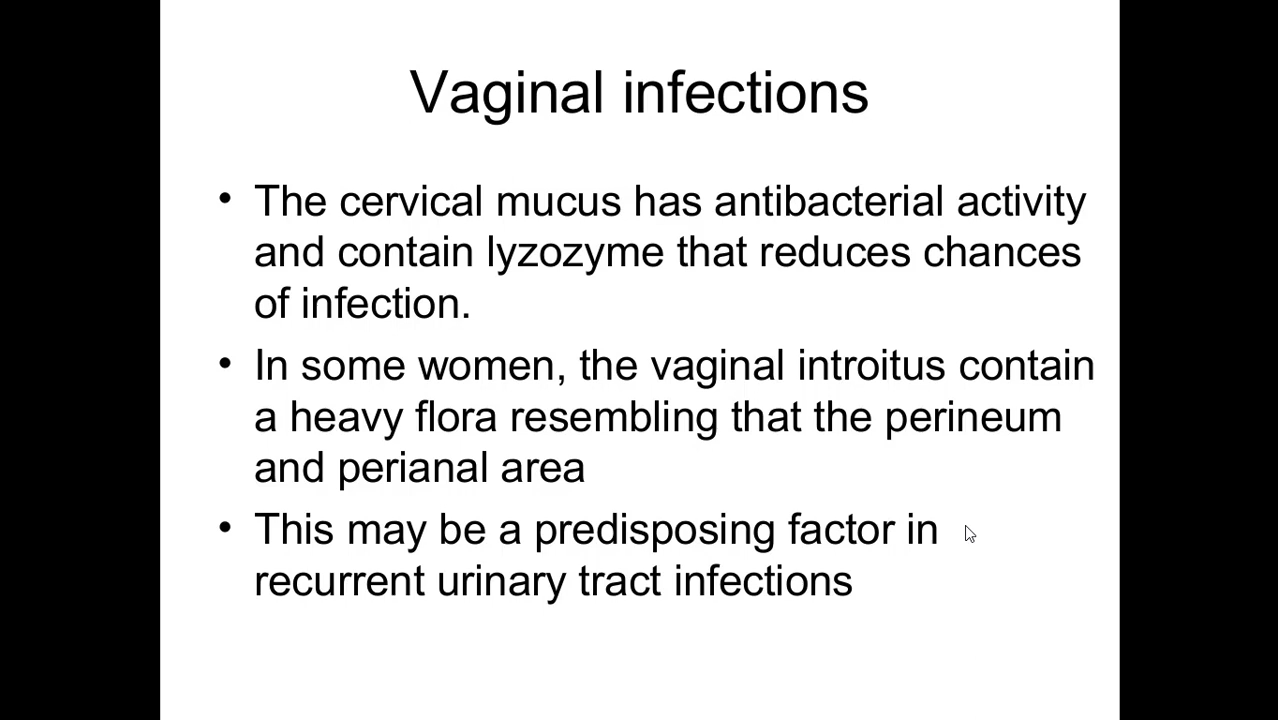 Vaginal infections
• The cervical mucus has antibacterial activity
and contain lyzozyme that reduces chances
of infection.
• In some women, the vaginal introitus contain
a heavy flora resembling that the perineum
and perianal area
• This may be a predisposing factor in
recurrent urinary tract infections